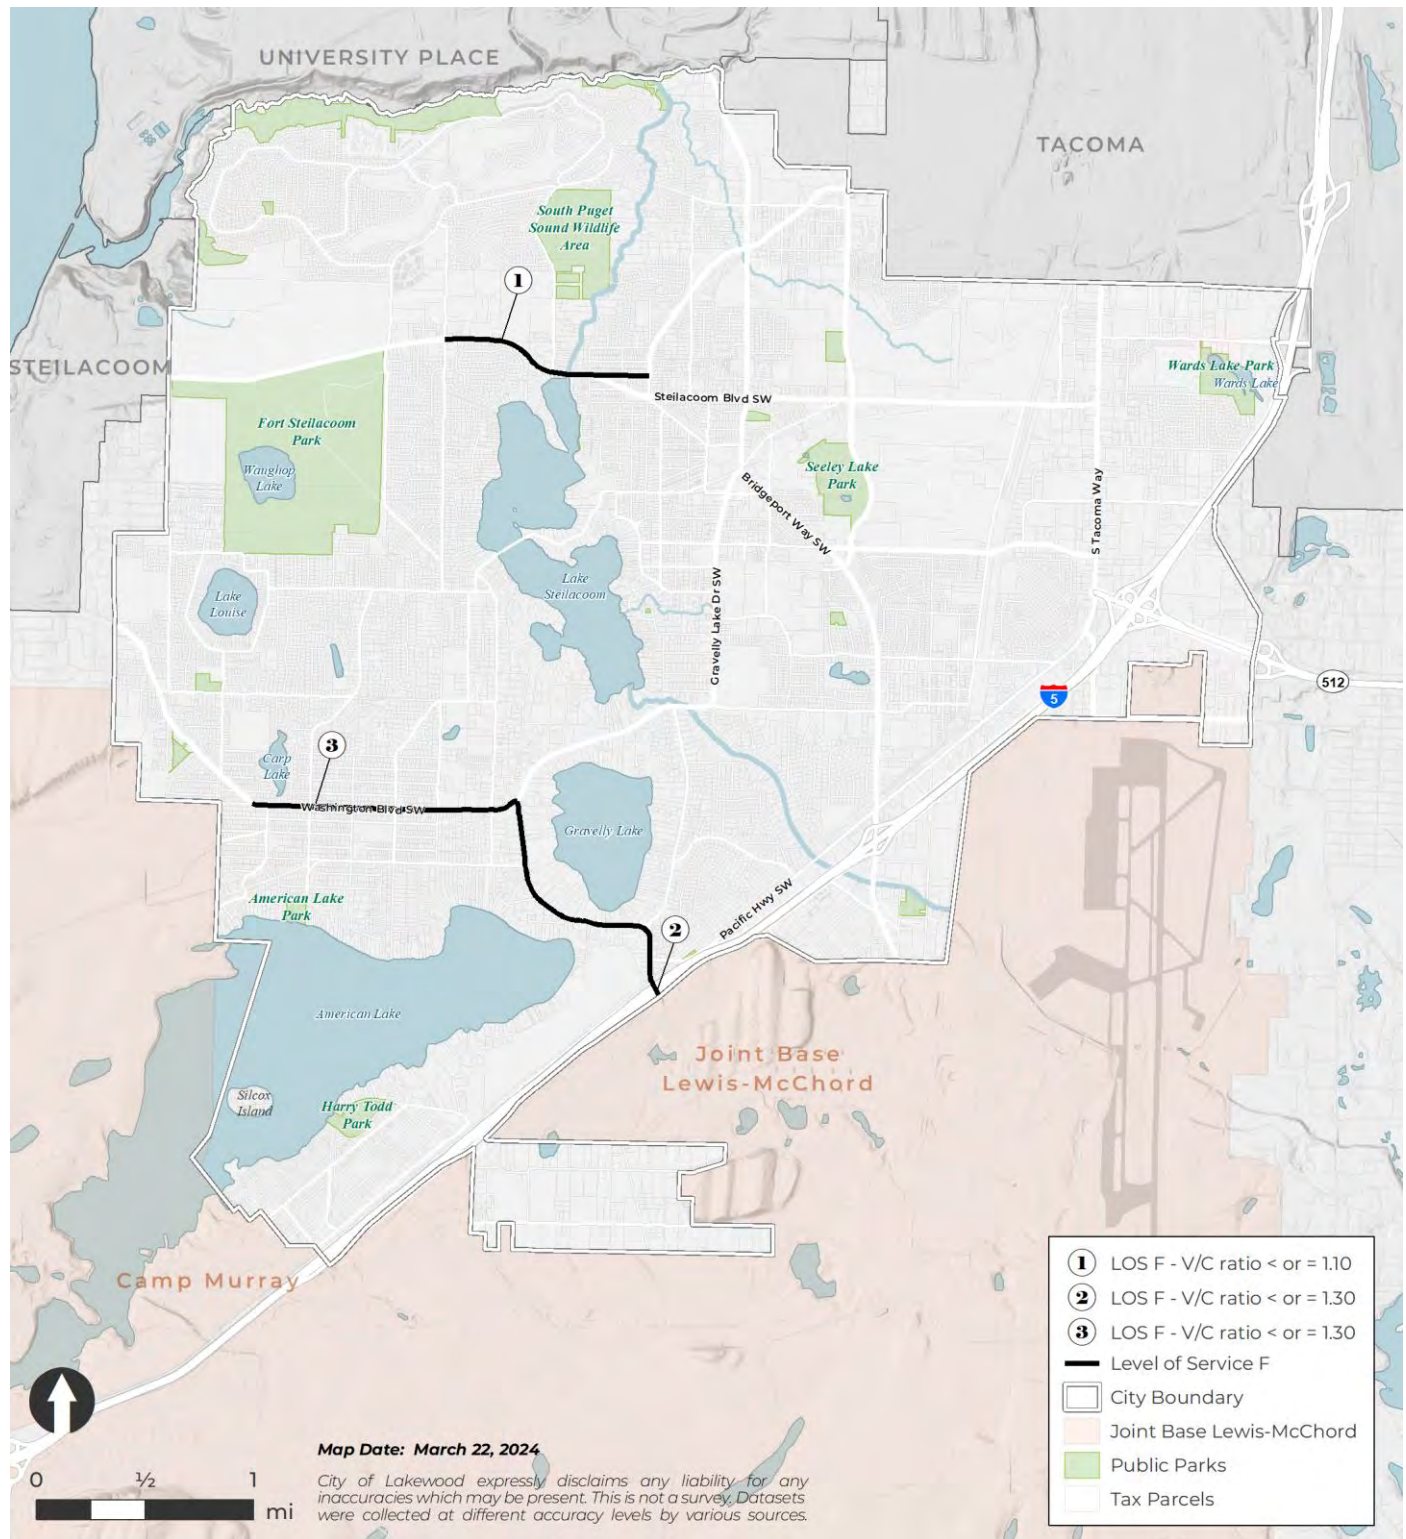 UNIVERSITY PLACE
TACOMA
South Puget
Sound Wildlife
Area
1
STEILACOOM
Wards Lake Park
Wards Lake
Steilacoom Blvd SW
Fort Steilacoom
Park
Waughop
Lake
Seeley Lake
Park
Bridgeport Way SW
S Tacoma Way
Lake
Steilacoom
Lake
Louise
Gravelly Lake Dr SW
512
5
3
Carp
Lake
Washington Blvd SW
Gravelly Lake
American Lake
Park
Pacific Hwy SW
2
American Lake
Joint Base
Lewis-McChord
Silcox
Island
Harry Todd
Park
Camp Murray
1 LOS F - V/C ratio < or = 1.10
2 LOS F - V/C ratio < or = 1.30
3 LOS F - V/C ratio < or = 1.30
Level of Service F
City Boundary
Joint Base Lewis-McChord
Public Parks
Tax Parcels
0 ½ 1
mi
Map Date: March 22, 2024
City of Lakewood expressly disclaims any liability for any
inaccuracies which may be present. This is not a survey. Datasets
were collected at different accuracy levels by various sources.